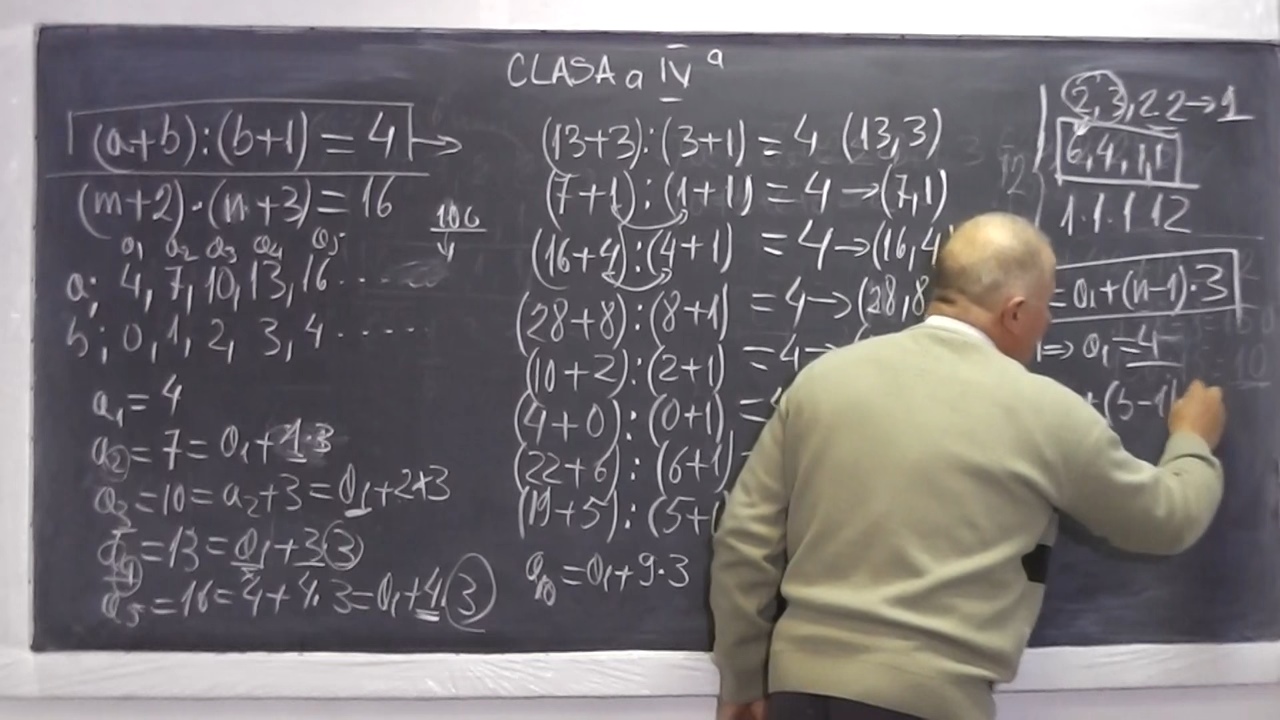 CLASA a IV a
(a+b):(b+1) = 4 →
(m+2)·(n+3) = 16
a1 a2 a3 a4 a5
a; 4, 7, 10, 13, 16 . . . .
b; 0, 1, 2, 3, 4 . . . . .
a1 = 4
a2 = 7 = a1 + 1·3
a3 = 10 = a2 + 3 = a1 + 2·3
a4 = 13 = a1 + 3·3
a5 = 16 = 4 + 4·3 = a1 + 4·3
(13+3):(3+1) = 4 (13,3)
(7+1):(1+1) = 4 → (7,1)
(16+4):(4+1) = 4 → (16,4
(28+8):(8+1) = 4 → (28,8
(10+2):(2+1) = 4 →
(4+0):(0+1) =
(22+6):(6+1)
(19+5):(5+
a10 = a1 + 9·3
2,3,2 2 → 1
6,4,1,1
12
1·1·1·12
= a1 + (n-1)·3
1 ⇒ a1 = 4
+ (5-1)